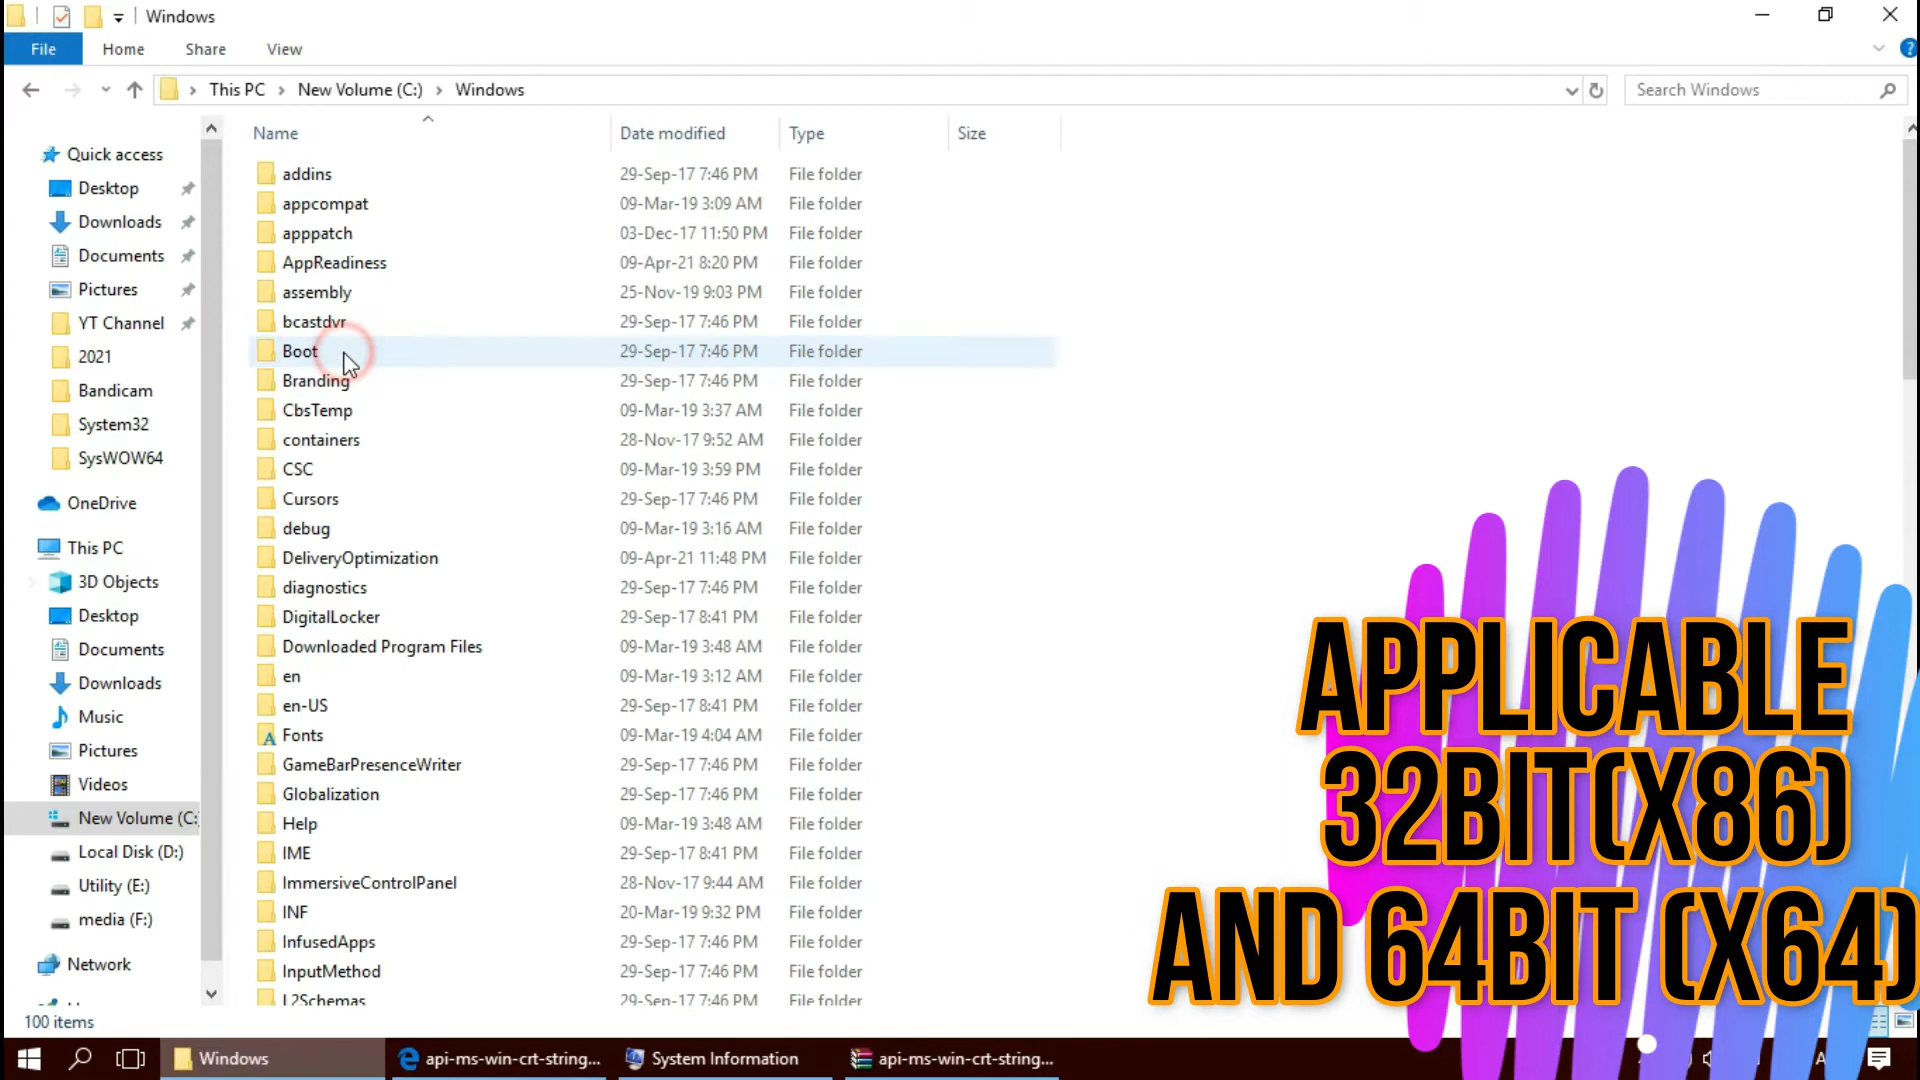 Windows
File Home Share View
This PC > New Volume (C:) > Windows
Search Windows
Name Date modified Type Size
Quick access
Desktop
Downloads
Documents
Pictures
YT Channel
2021
Bandicam
System32
SysWOW64
OneDrive
This PC
3D Objects
Desktop
Documents
Downloads
Music
Pictures
Videos
New Volume (C:
Local Disk (D:)
Utility (E:)
media (F:)
Network
addins 29-Sep-17 7:46 PM File folder
appcompat 09-Mar-19 3:09 AM File folder
apppatch 03-Dec-17 11:50 PM File folder
AppReadiness 09-Apr-21 8:20 PM File folder
assembly 25-Nov-19 9:03 PM File folder
bcastdvr 29-Sep-17 7:46 PM File folder
Boot 29-Sep-17 7:46 PM File folder
Branding 29-Sep-17 7:46 PM File folder
CbsTemp 09-Mar-19 3:37 AM File folder
containers 28-Nov-17 9:52 AM File folder
CSC 09-Mar-19 3:59 PM File folder
Cursors 29-Sep-17 7:46 PM File folder
debug 09-Mar-19 3:16 AM File folder
DeliveryOptimization 09-Apr-21 11:48 PM File folder
diagnostics 29-Sep-17 7:46 PM File folder
DigitalLocker 29-Sep-17 8:41 PM File folder
Downloaded Program Files 09-Mar-19 3:48 AM File folder
en 09-Mar-19 3:12 AM File folder
en-US 29-Sep-17 8:41 PM File folder
Fonts 09-Mar-19 4:04 AM File folder
GameBarPresenceWriter 29-Sep-17 7:46 PM File folder
Globalization 29-Sep-17 7:46 PM File folder
Help 09-Mar-19 3:48 AM File folder
IME 29-Sep-17 8:41 PM File folder
ImmersiveControlPanel 28-Nov-17 9:44 AM File folder
INF 20-Mar-19 9:32 PM File folder
InfusedApps 29-Sep-17 7:46 PM File folder
InputMethod 29-Sep-17 7:46 PM File folder
L2Schemas 29-Sep-17 7:46 PM File folder
APPLICABLE
32BIT(X86)
AND 64BIT (X64)
100 items
Windows api-ms-win-crt-string... System Information api-ms-win-crt-string...